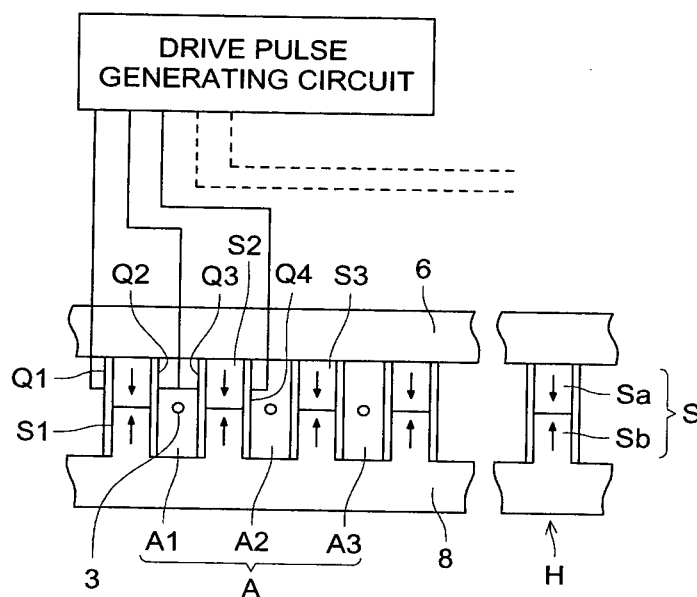 DRIVE PULSE
GENERATING CIRCUIT
S2
Q2 Q3 Q4 S3 6
Q1
Sa
S
S1
Sb
A1 A2 A3 8
3
A
H